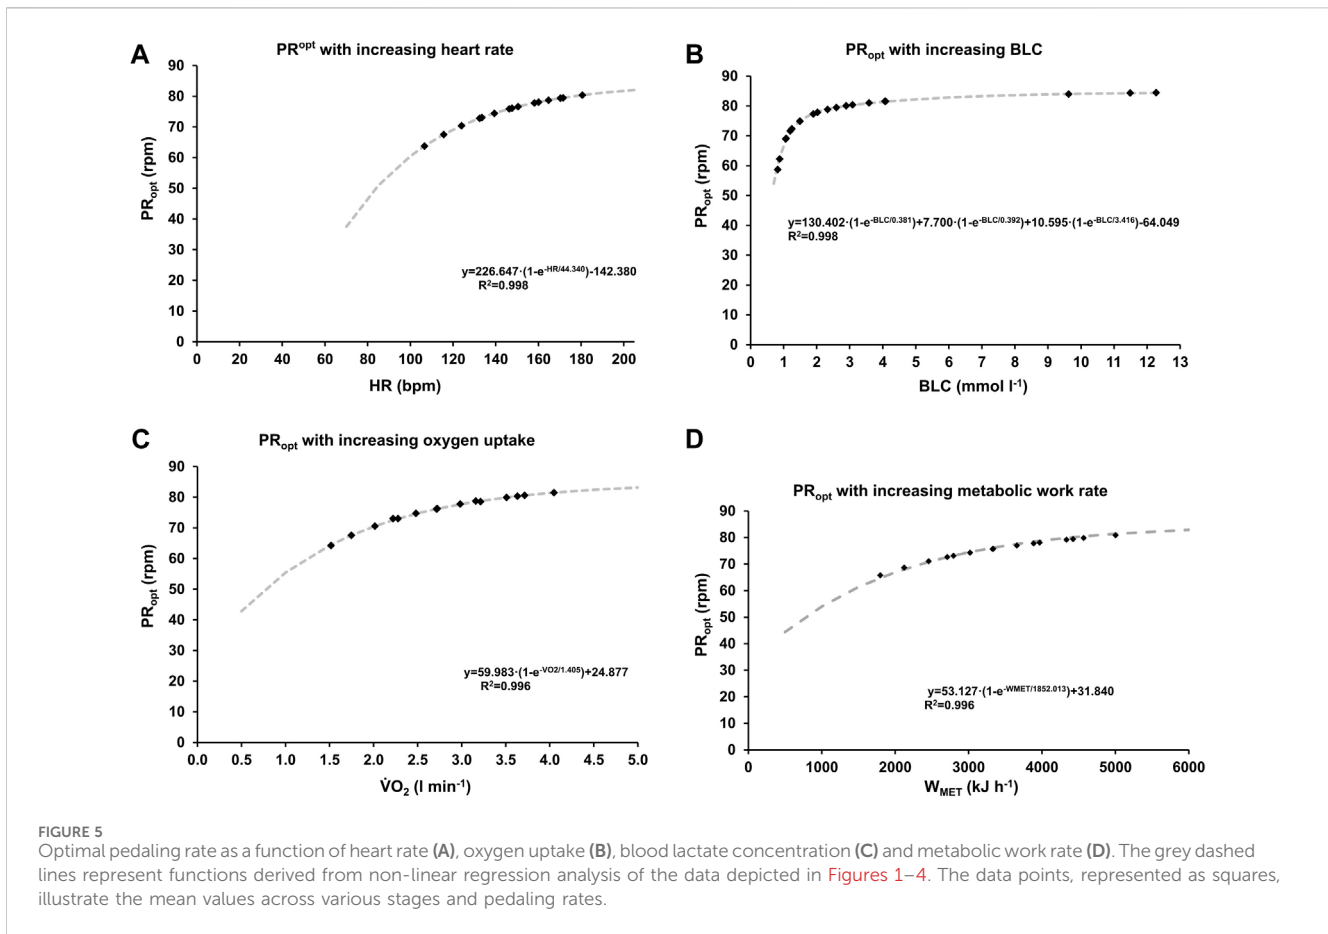 A
PR^opt with increasing heart rate
90
80
70
60
50
40
30
20
10
0
PR_opt (rpm)
y=226.647·(1-e^-HR/44.340)-142.380
R²=0.998
0 20 40 60 80 100 120 140 160 180 200
HR (bpm)
B
PR_opt with increasing BLC
90
80
70
60
50
40
30
20
10
0
PR_opt (rpm)
y=130.402·(1-e^-BLC/0.381)+7.700·(1-e^-BLC/0.392)+10.595·(1-e^-BLC/3.416)-64.049
R²=0.998
0 1 2 3 4 5 6 7 8 9 10 11 12 13
BLC (mmol l⁻¹)
C
PR_opt with increasing oxygen uptake
90
80
70
60
50
40
30
20
10
0
PR_opt (rpm)
y=59.983·(1-e^-VO2/1.405)+24.877
R²=0.996
0.0 0.5 1.0 1.5 2.0 2.5 3.0 3.5 4.0 4.5 5.0
V̇O₂ (l min⁻¹)
D
PR_opt with increasing metabolic work rate
90
80
70
60
50
40
30
20
10
0
PR_opt (rpm)
y=53.127·(1-e^-WMET/1852.013)+31.840
R²=0.996
0 1000 2000 3000 4000 5000 6000
W_MET (kJ h⁻¹)
FIGURE 5
Optimal pedaling rate as a function of heart rate (A), oxygen uptake (B), blood lactate concentration (C) and metabolic work rate (D). The grey dashed
lines represent functions derived from non-linear regression analysis of the data depicted in Figures 1–4. The data points, represented as squares,
illustrate the mean values across various stages and pedaling rates.